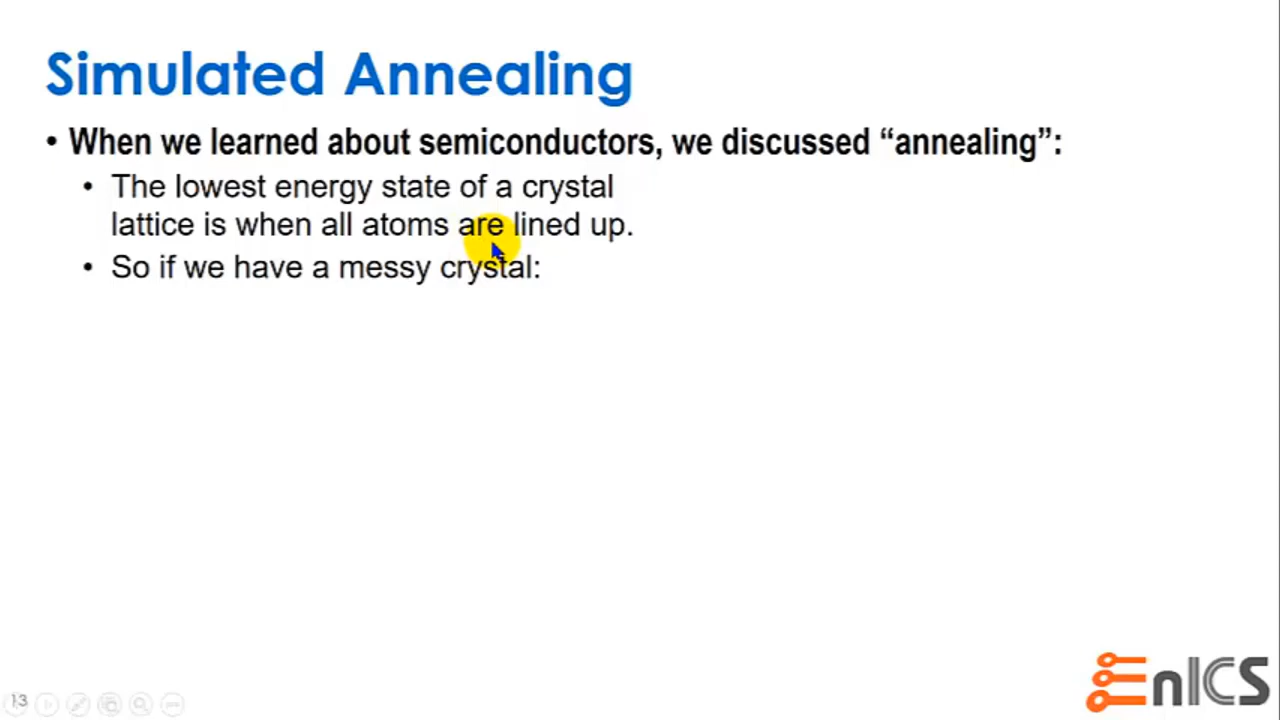 Simulated Annealing
• When we learned about semiconductors, we discussed “annealing”:
• The lowest energy state of a crystal
lattice is when all atoms are lined up.
• So if we have a messy crystal:
13
EnICS